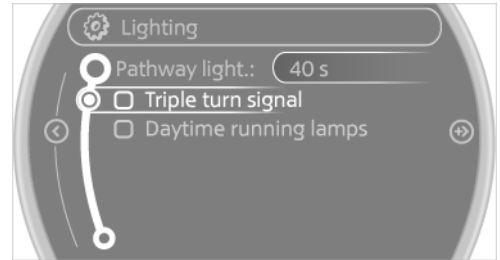 Lighting
Pathway light.: 40 s
Triple turn signal
Daytime running lamps